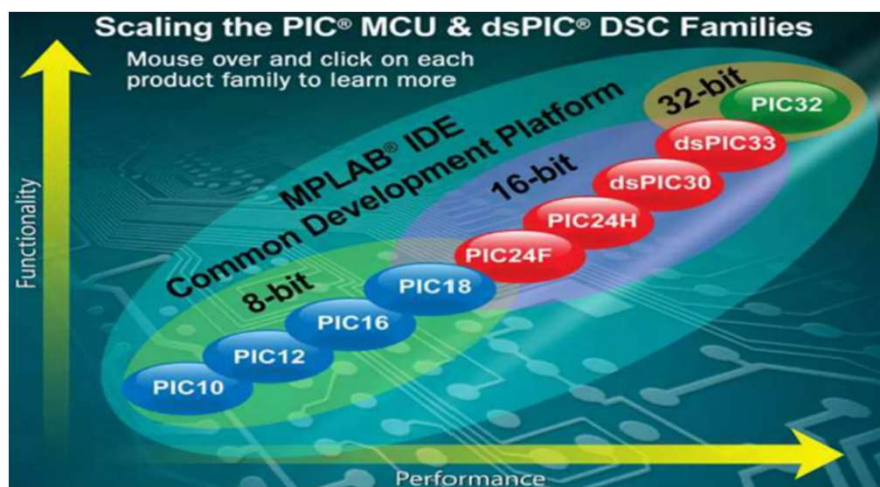 Scaling the PIC® MCU & dsPIC® DSC Families
Mouse over and click on each
product family to learn more
Functionality
MPLAB® IDE
Common Development Platform
32-bit
PIC32
dsPIC33
16-bit
dsPIC30
PIC24H
PIC24F
8-bit
PIC18
PIC16
PIC12
PIC10
Performance